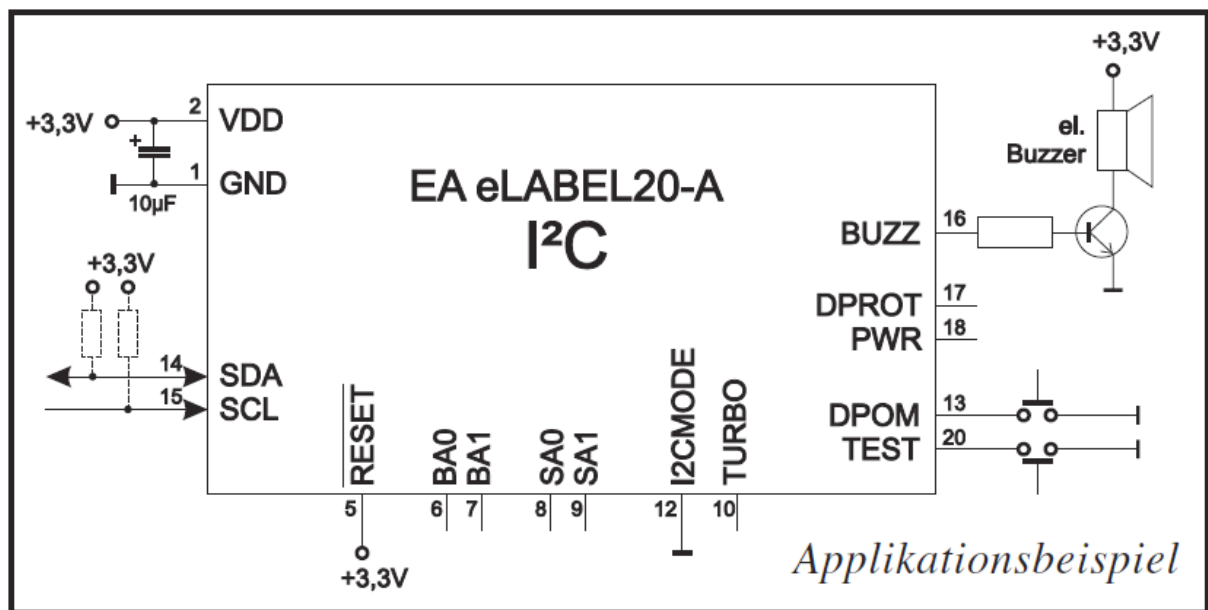 +3,3V
+3,3V
2
VDD
+
1
GND
10µF
EA eLABEL20-A
I²C
el.
Buzzer
BUZZ
16
+3,3V
DPROT
17
PWR
18
14
SDA
15
SCL
DPOM
13
TEST
20
RESET
BA0
BA1
SA0
SA1
I2CMODE
TURBO
5
6
7
8
9
12
10
+3,3V
Applikationsbeispiel